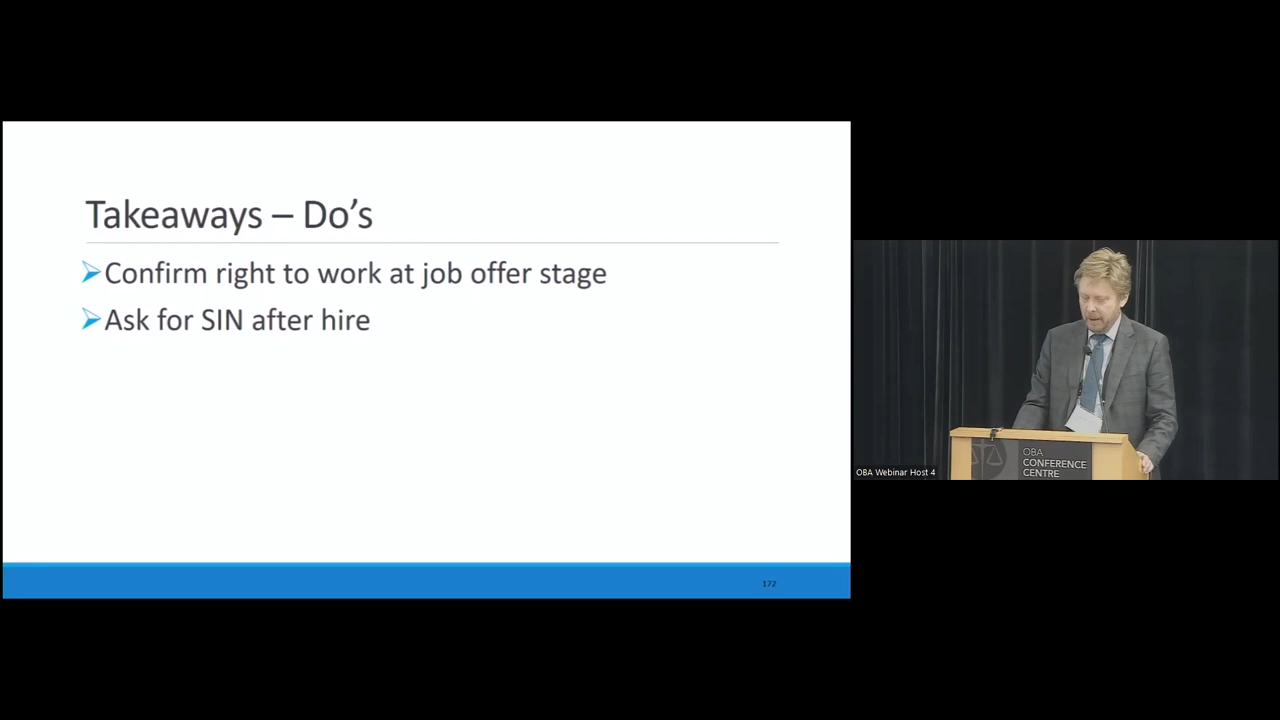 Takeaways – Do’s
Confirm right to work at job offer stage
Ask for SIN after hire
172
OBA Webinar Host 4
OBA
CONFERENCE
CENTRE